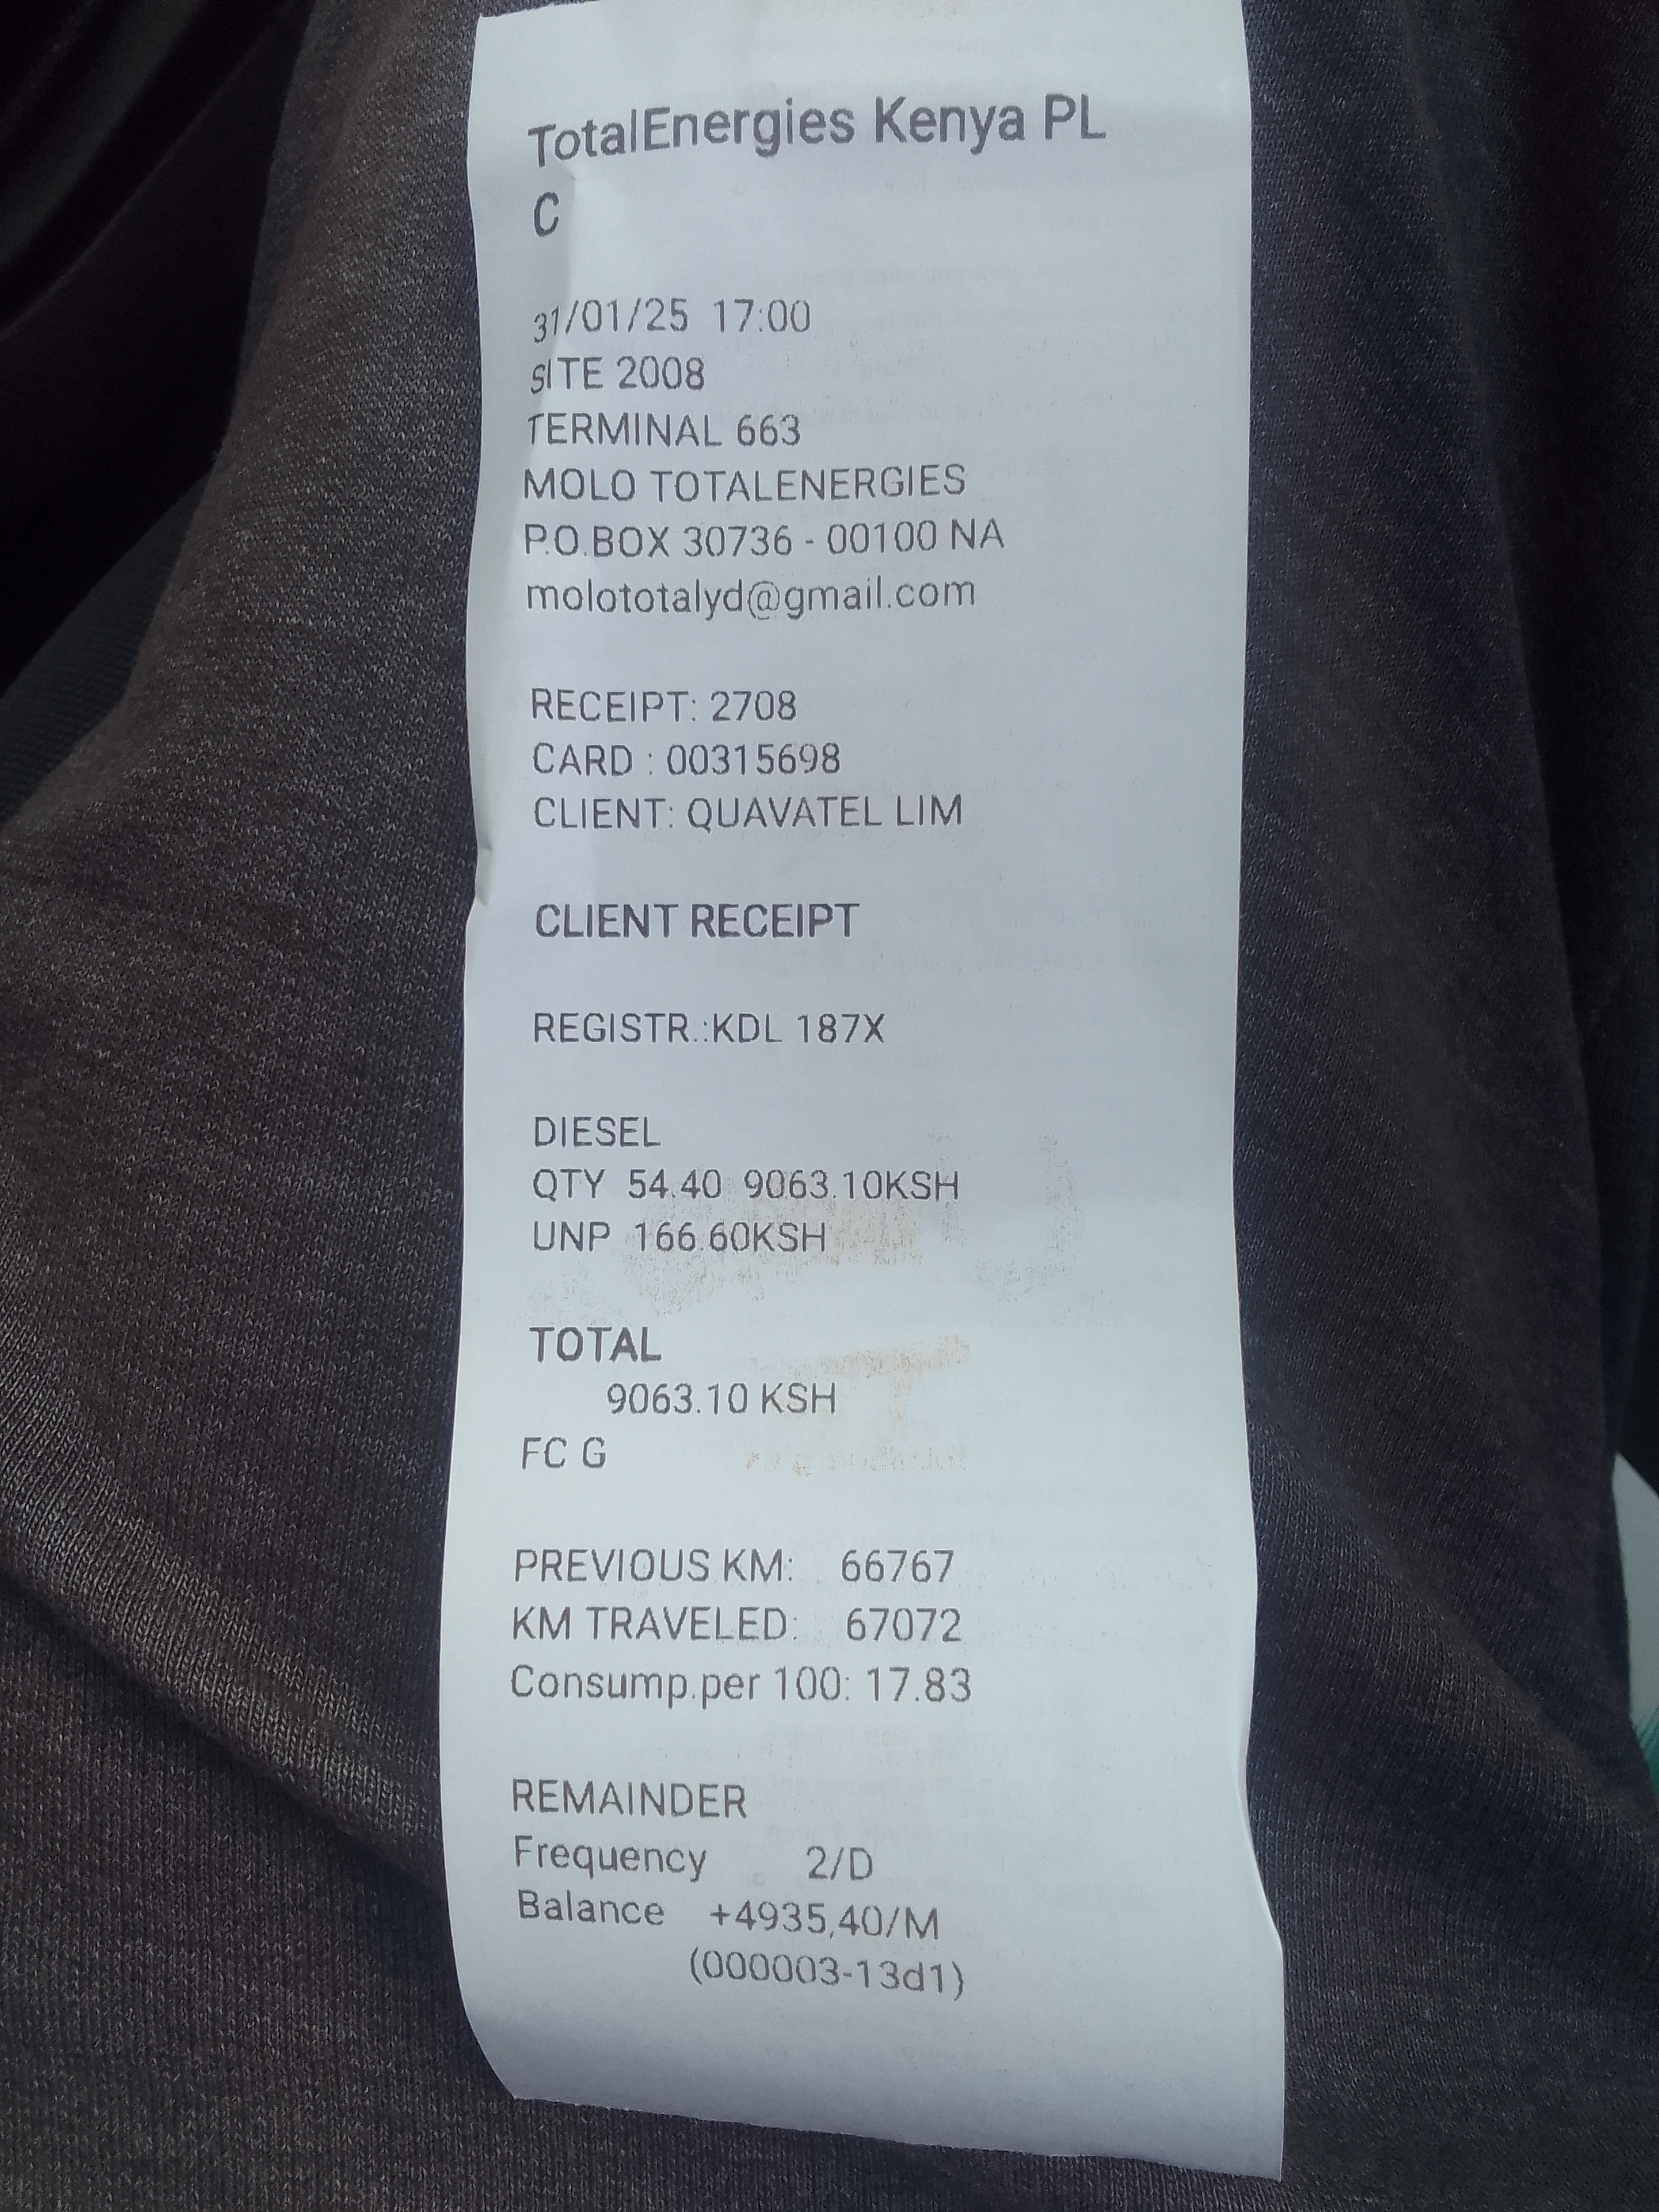 TotalEnergies Kenya PL
C
31/01/25 17:00
SITE 2008
TERMINAL 663
MOLO TOTALENERGIES
P.O.BOX 30736 - 00100 NA
molototalyd@gmail.com
RECEIPT: 2708
CARD : 00315698
CLIENT: QUAVATEL LIM
CLIENT RECEIPT
REGISTR.:KDL 187X
DIESEL
QTY 54.40 9063.10KSH
UNP 166.60KSH
TOTAL
9063.10 KSH
FC G
PREVIOUS KM: 66767
KM TRAVELED: 67072
Consump.per 100: 17.83
REMAINDER
Frequency 2/D
Balance +4935,40/M
(000003-13d1)